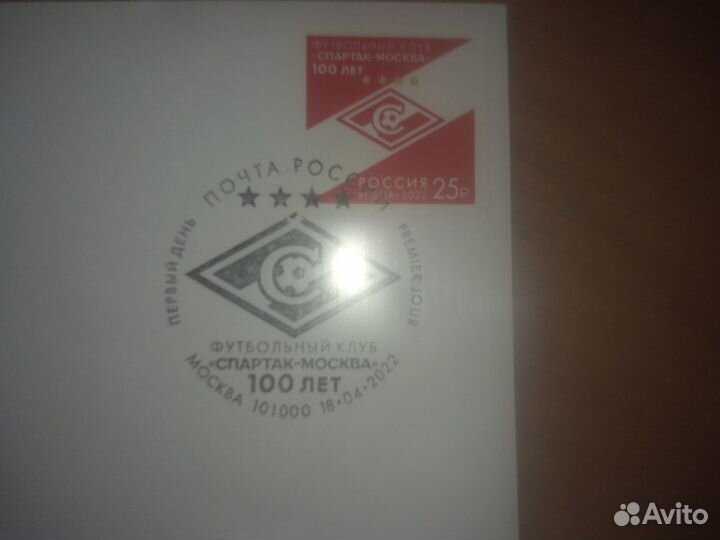 ФУТБОЛЬНЫЙ КЛУБ
«СПАРТАК-МОСКВА»
100 ЛЕТ
РОССИЯ 25₽
2022
ПОЧТА РОССИИ
ПЕРВЫЙ ДЕНЬ
PREMIER JOUR
ФУТБОЛЬНЫЙ КЛУБ
«СПАРТАК-МОСКВА»
100 ЛЕТ
МОСКВА 101000 18•04•2022
Avito